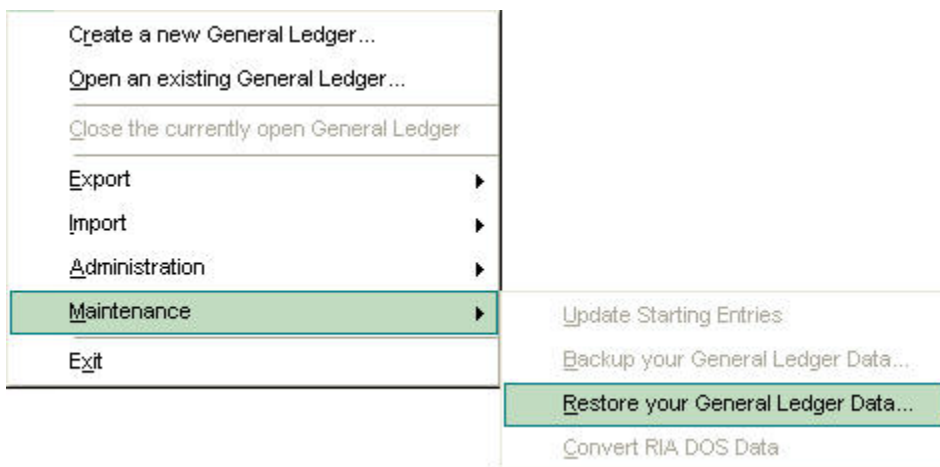 Create a new General Ledger...
Open an existing General Ledger...
Close the currently open General Ledger
Export
Import
Administration
Maintenance
Exit
Update Starting Entries
Backup your General Ledger Data...
Restore your General Ledger Data...
Convert RIA DOS Data